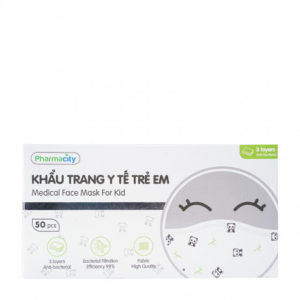 Pharmacity
3 layers
KHẨU TRANG Y TẾ TRẺ EM
Medical Face Mask For Kid
50 pcs
3 layers
Anti-bacterial
Bacterial Filtration
Efficiency 99%
Fabric
High Quality